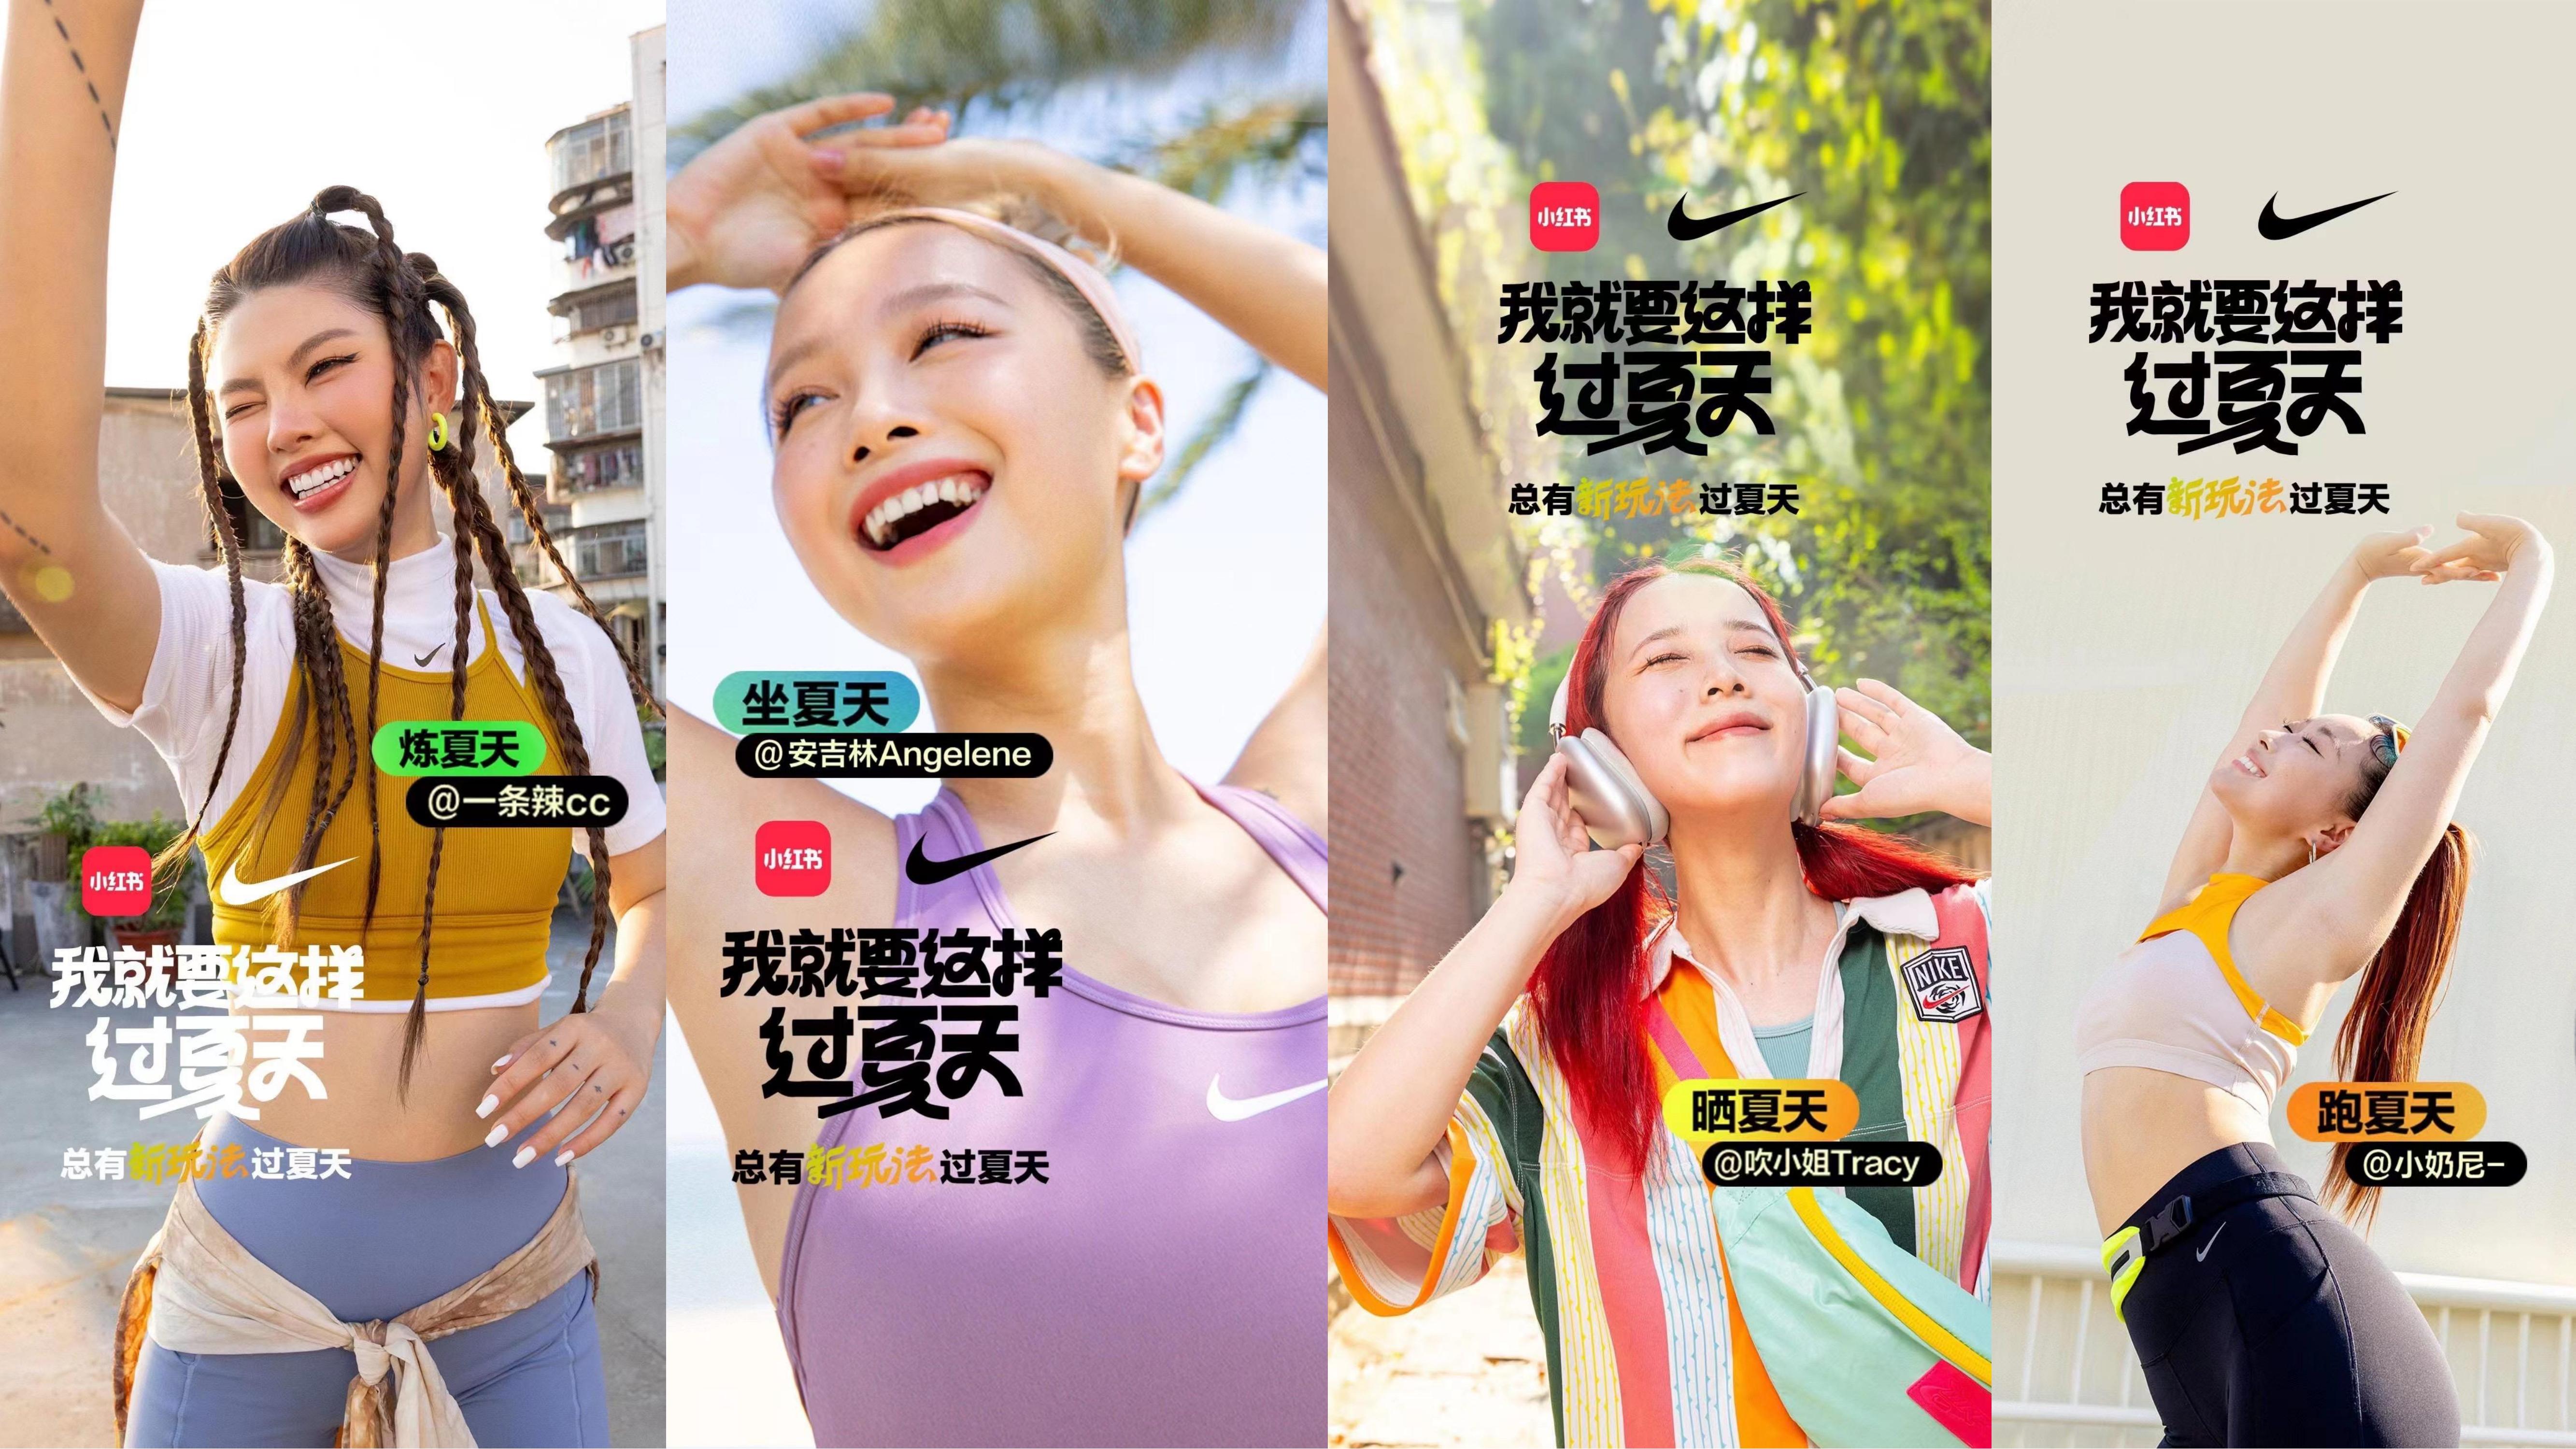 炼夏天
@一条辣cc
小红书
我就要这样
过夏天
总有新玩法过夏天
坐夏天
@安吉林Angelene
小红书
我就要这样
过夏天
总有新玩法过夏天
小红书
我就要这样
过夏天
总有新玩法过夏天
NIKE
晒夏天
@吹小姐Tracy
小红书
我就要这样
过夏天
总有新玩法过夏天
跑夏天
@小奶尼-